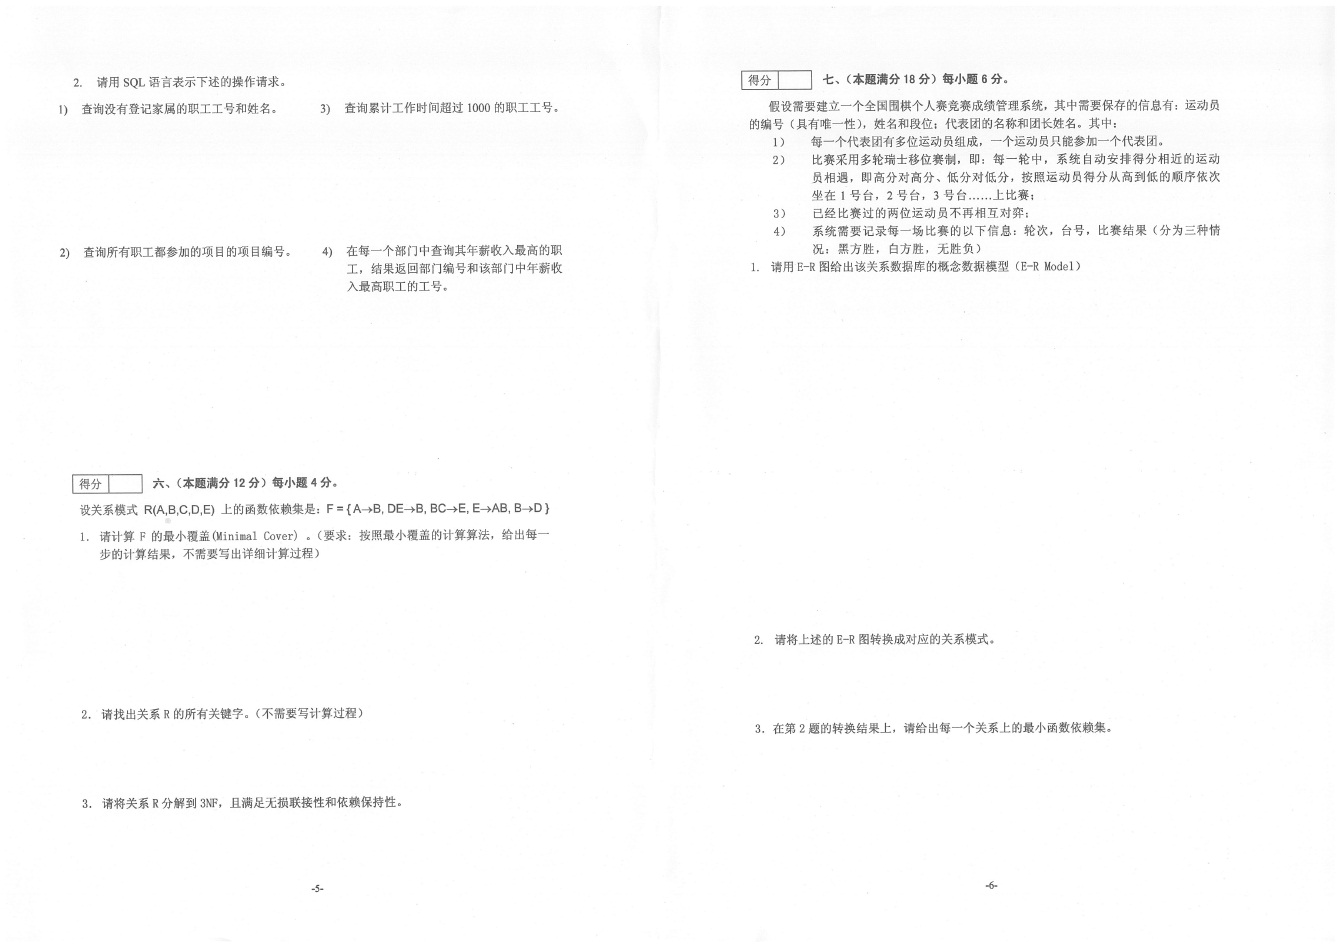 2. 请用 SQL 语言表示下述的操作请求。
1) 查询没有登记家属的职工工号和姓名。
3) 查询累计工作时间超过 1000 的职工工号。
2) 查询所有职工都参加的项目的项目编号。
4) 在每一个部门中查询其年薪收入最高的职
工，结果返回部门编号和该部门中年薪收
入最高职工的工号。
得分
六、（本题满分 12 分）每小题 4 分。
设关系模式 R(A,B,C,D,E) 上的函数依赖集是：F = { A→B, DE→B, BC→E, E→AB, B→D }
1. 请计算 F 的最小覆盖(Minimal Cover) 。（要求：按照最小覆盖的计算算法，给出每一
步的计算结果，不需要写出详细计算过程）
2. 请找出关系 R 的所有关键字。（不需要写计算过程）
3. 请将关系 R 分解到 3NF，且满足无损联接性和依赖保持性。
-5-
得分
七、（本题满分 18 分）每小题 6 分。
假设需要建立一个全国围棋个人赛竞赛成绩管理系统，其中需要保存的信息有：运动员
的编号（具有唯一性），姓名和段位；代表团的名称和团长姓名。其中：
1) 每一个代表团有多位运动员组成，一个运动员只能参加一个代表团。
2) 比赛采用多轮瑞士移位赛制，即：每一轮中，系统自动安排得分相近的运动
员相遇，即高分对高分、低分对低分，按照运动员得分从高到低的顺序依次
坐在 1 号台，2 号台，3 号台……上比赛；
3) 已经比赛过的两位运动员不再相互对弈；
4) 系统需要记录每一场比赛的以下信息：轮次，台号，比赛结果（分为三种情
况：黑方胜，白方胜，无胜负）
1. 请用 E-R 图给出该关系数据库的概念数据模型（E-R Model）
2. 请将上述的 E-R 图转换成对应的关系模式。
3. 在第 2 题的转换结果上，请给出每一个关系上的最小函数依赖集。
-6-